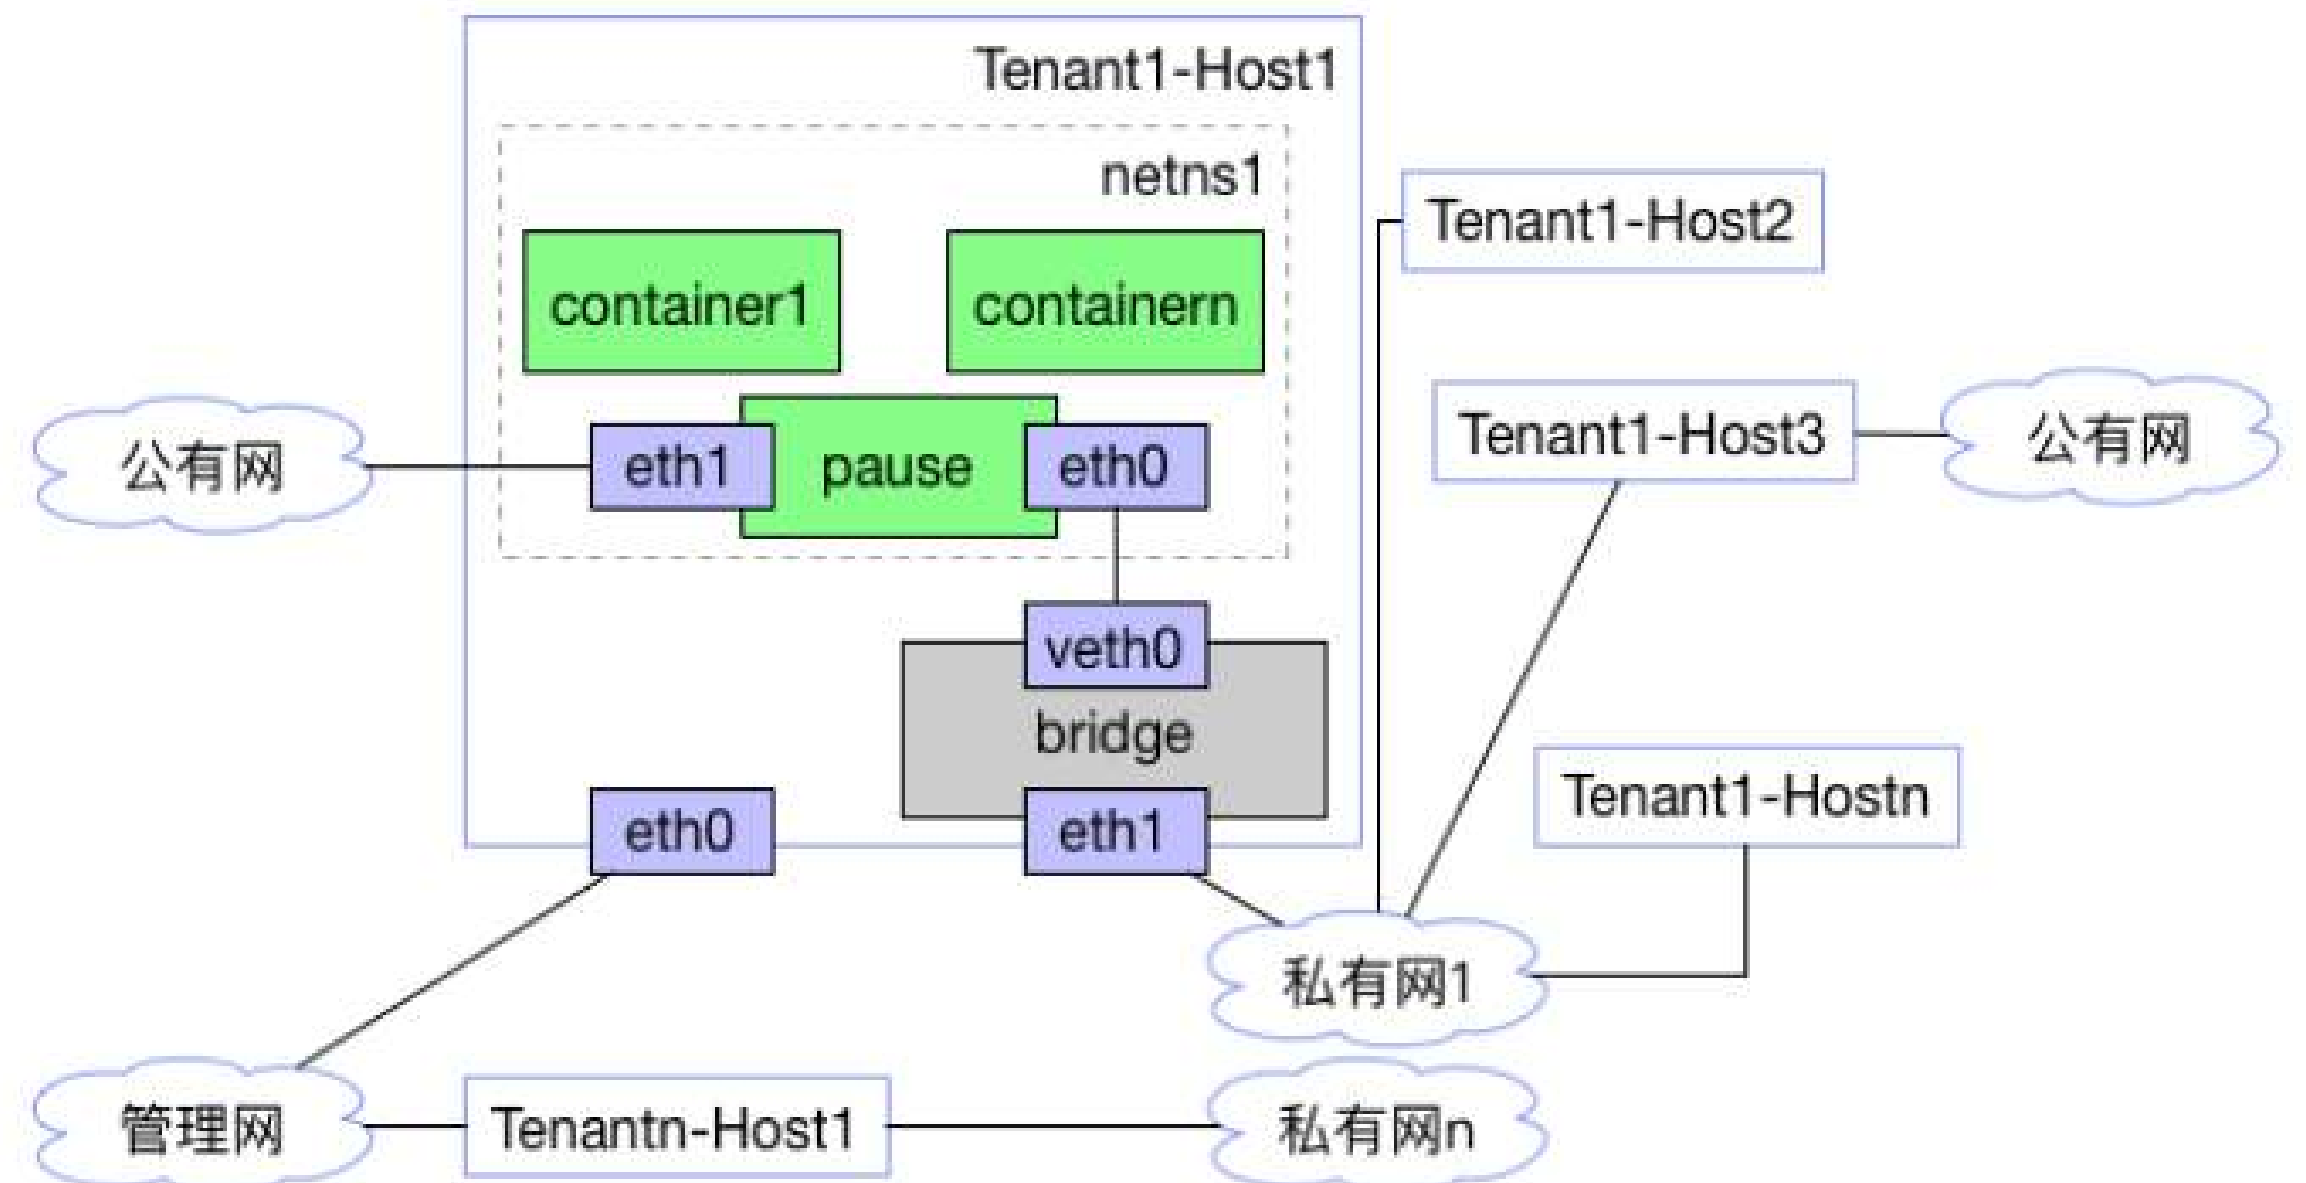 Tenant1-Host1
netns1
Tenant1-Host2
container1
containern
Tenant1-Host3
公有网
公有网
eth1
pause
eth0
veth0
bridge
Tenant1-Hostn
eth0
eth1
私有网1
管理网
Tenantn-Host1
私有网n